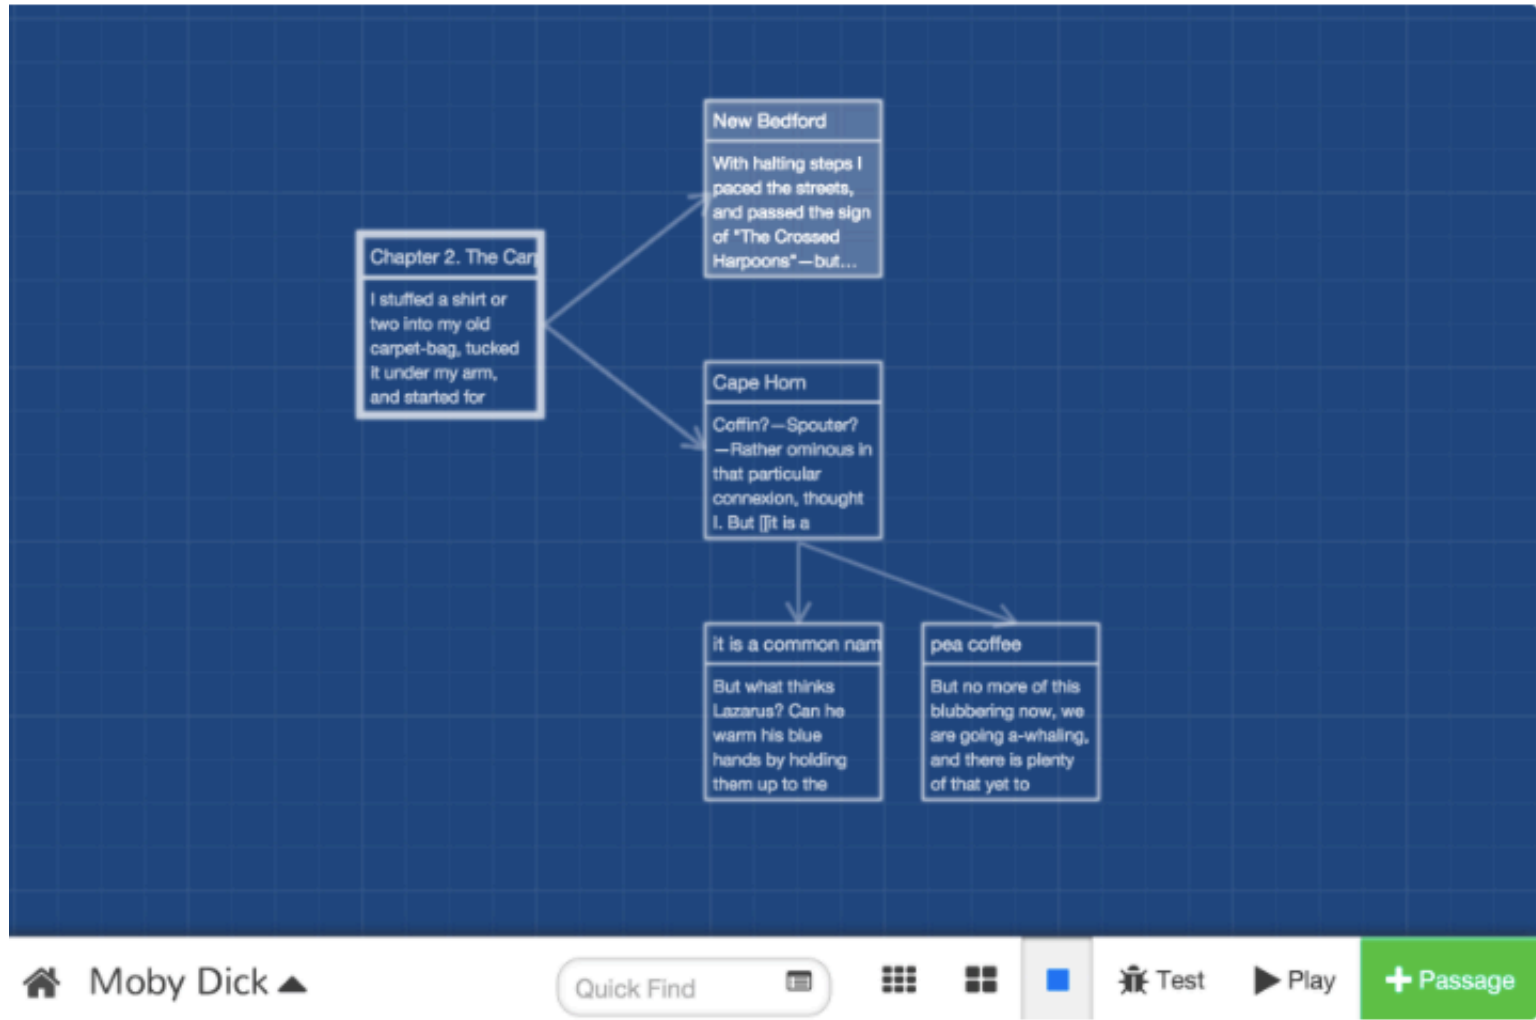 New Bedford
With halting steps I
paced the streets,
and passed the sign
of "The Crossed
Harpoons"—but...
Chapter 2. The Carp
I stuffed a shirt or
two into my old
carpet-bag, tucked
it under my arm,
and started for
Cape Horn
Coffin?—Spouter?
—Rather ominous in
that particular
connexion, thought
I. But [[it is a
it is a common nam
But what thinks
Lazarus? Can he
warm his blue
hands by holding
them up to the
pea coffee
But no more of this
blubbering now, we
are going a-whaling,
and there is plenty
of that yet to
Moby Dick
Quick Find
Test
Play
Passage